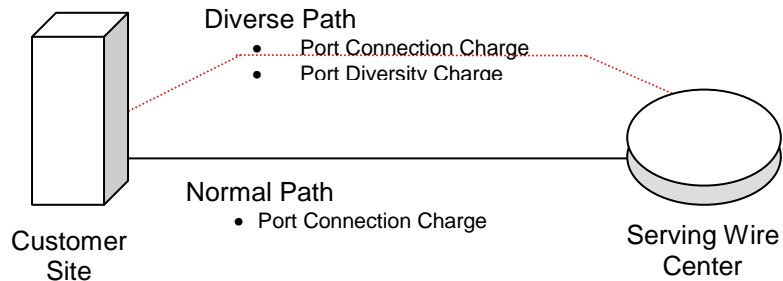 Diverse Path
• Port Connection Charge
• Port Diversity Charge
Normal Path
• Port Connection Charge
Customer
Site
Serving Wire
Center